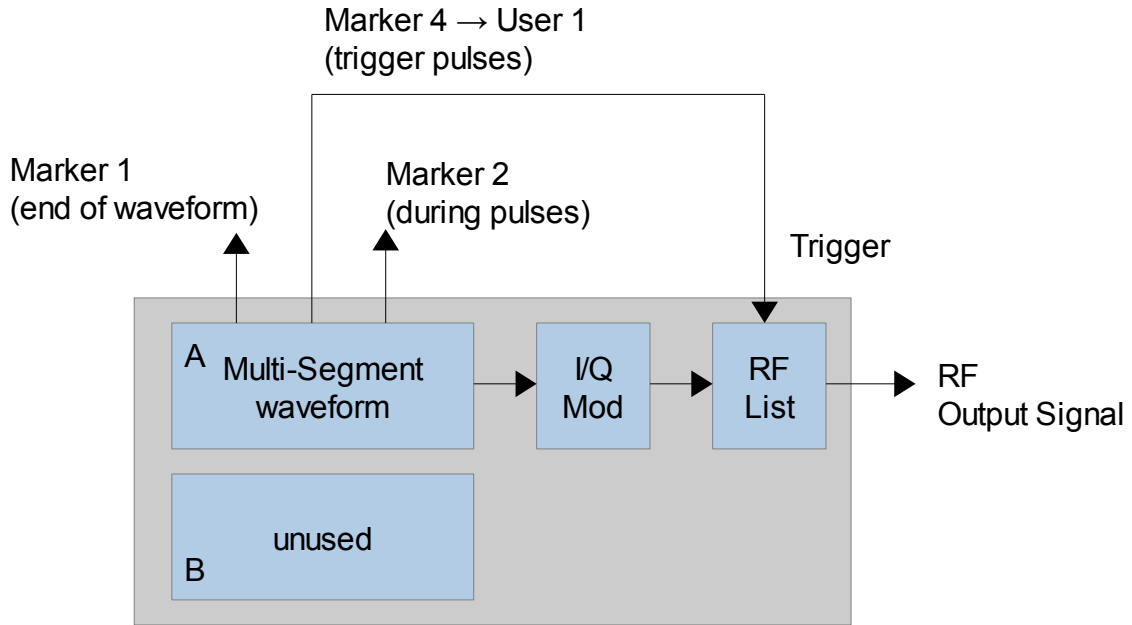 Marker 4 → User 1
(trigger pulses)
Marker 1
(end of waveform)
Marker 2
(during pulses)
Trigger
A
Multi-Segment
waveform
I/Q
Mod
RF
List
RF
Output Signal
unused
B